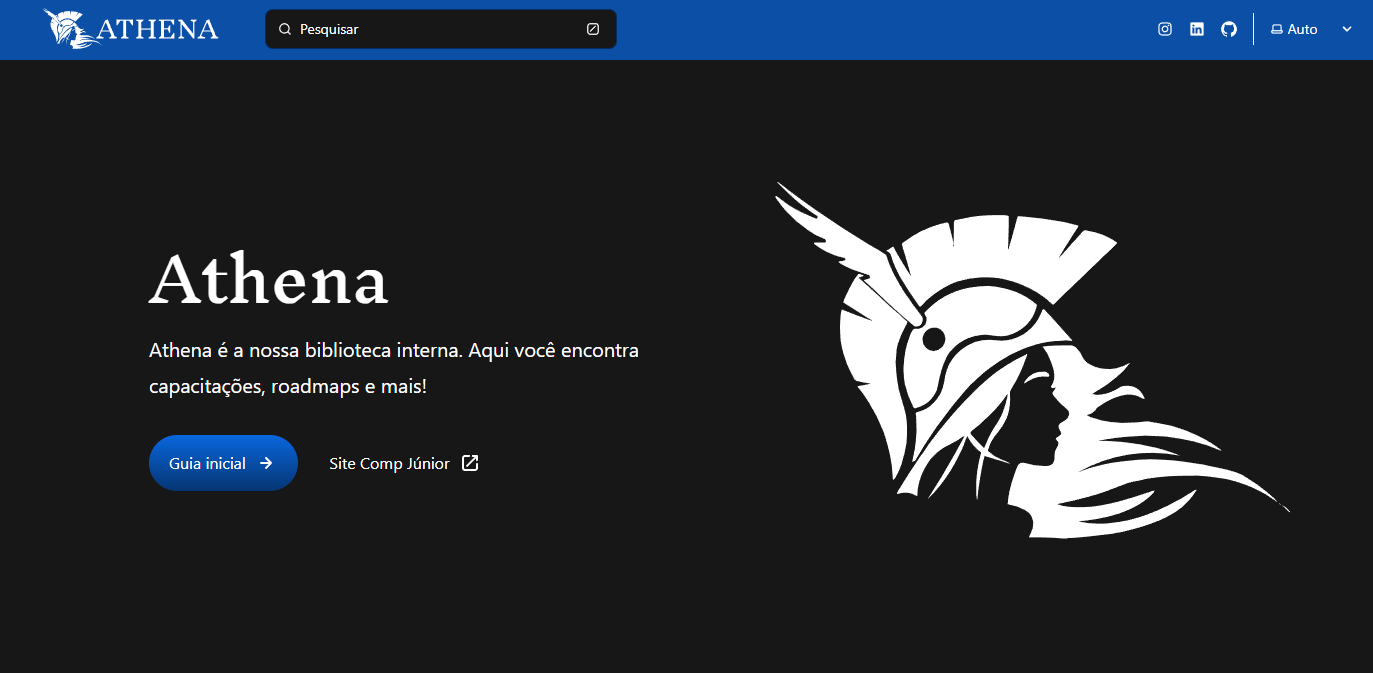 ATHENA
Pesquisar
Auto
Athena
Athena é a nossa biblioteca interna. Aqui você encontra
capacitações, roadmaps e mais!
Guia inicial
Site Comp Júnior